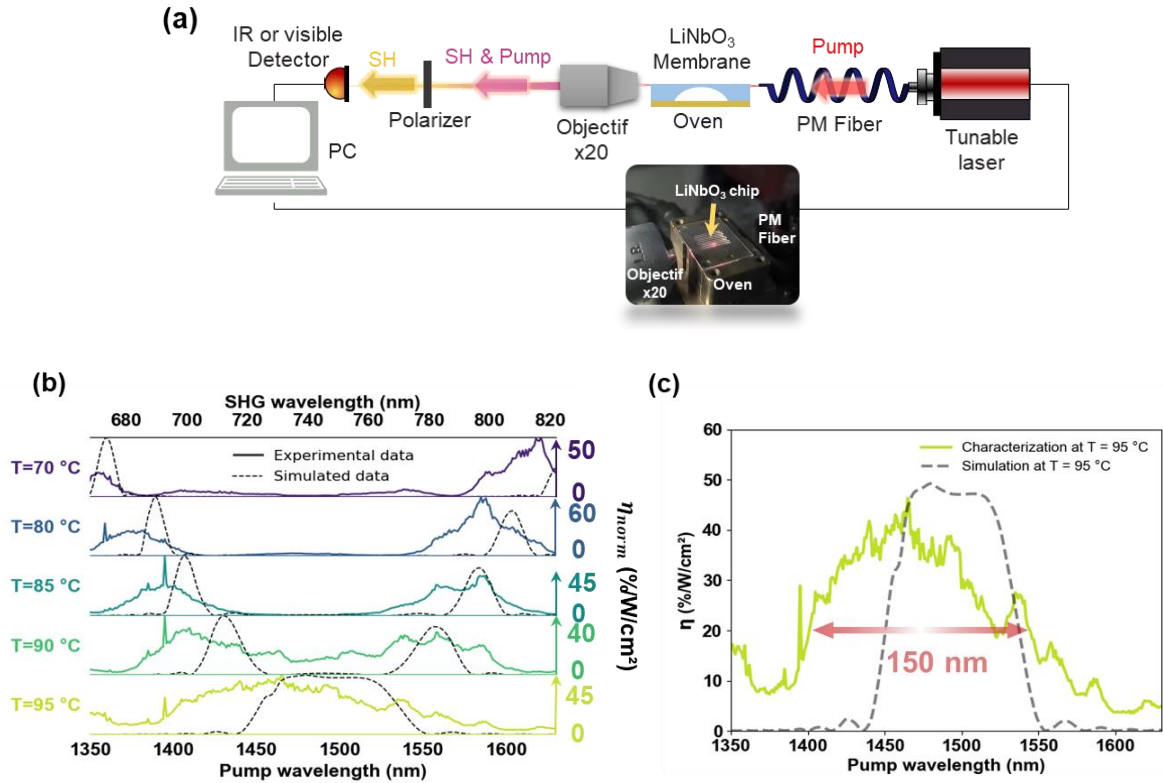 (a)
IR or visible
Detector
SH
SH & Pump
LiNbO₃
Membrane
Pump
Polarizer
Objectif
x20
Oven
PM Fiber
Tunable
laser
PC
LiNbO₃ chip
PM
Fiber
Objectif
x20
Oven
(b)
SHG wavelength (nm)
680 700 720 740 760 780 800 820
T=70 °C
Experimental data
Simulated data
50
0
T=80 °C
60
0
T=85 °C
45
0
T=90 °C
40
0
T=95 °C
45
0
η_norm (%/W/cm²)
1350 1400 1450 1500 1550 1600
Pump wavelength (nm)
(c)
Characterization at T = 95 °C
Simulation at T = 95 °C
60
50
40
30
20
10
0
η (%/W/cm²)
150 nm
1350 1400 1450 1500 1550 1600
Pump wavelength (nm)